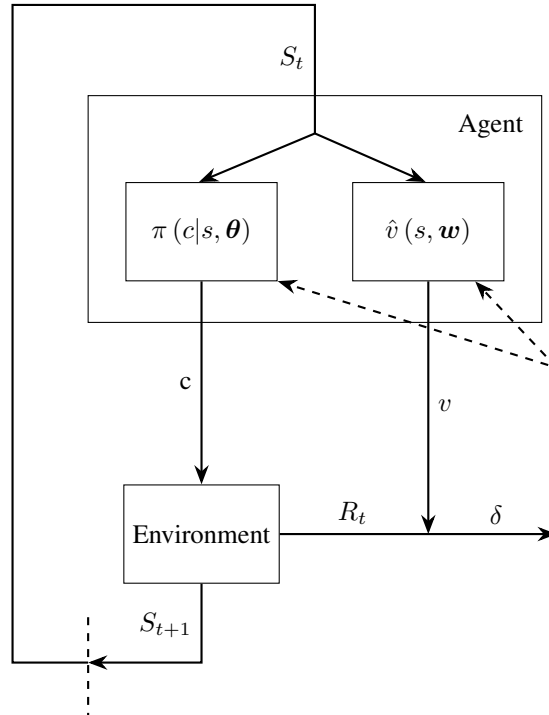 S_t
Agent
π (c|s, θ)
v̂ (s, w)
c
v
Environment
R_t
δ
S_{t+1}